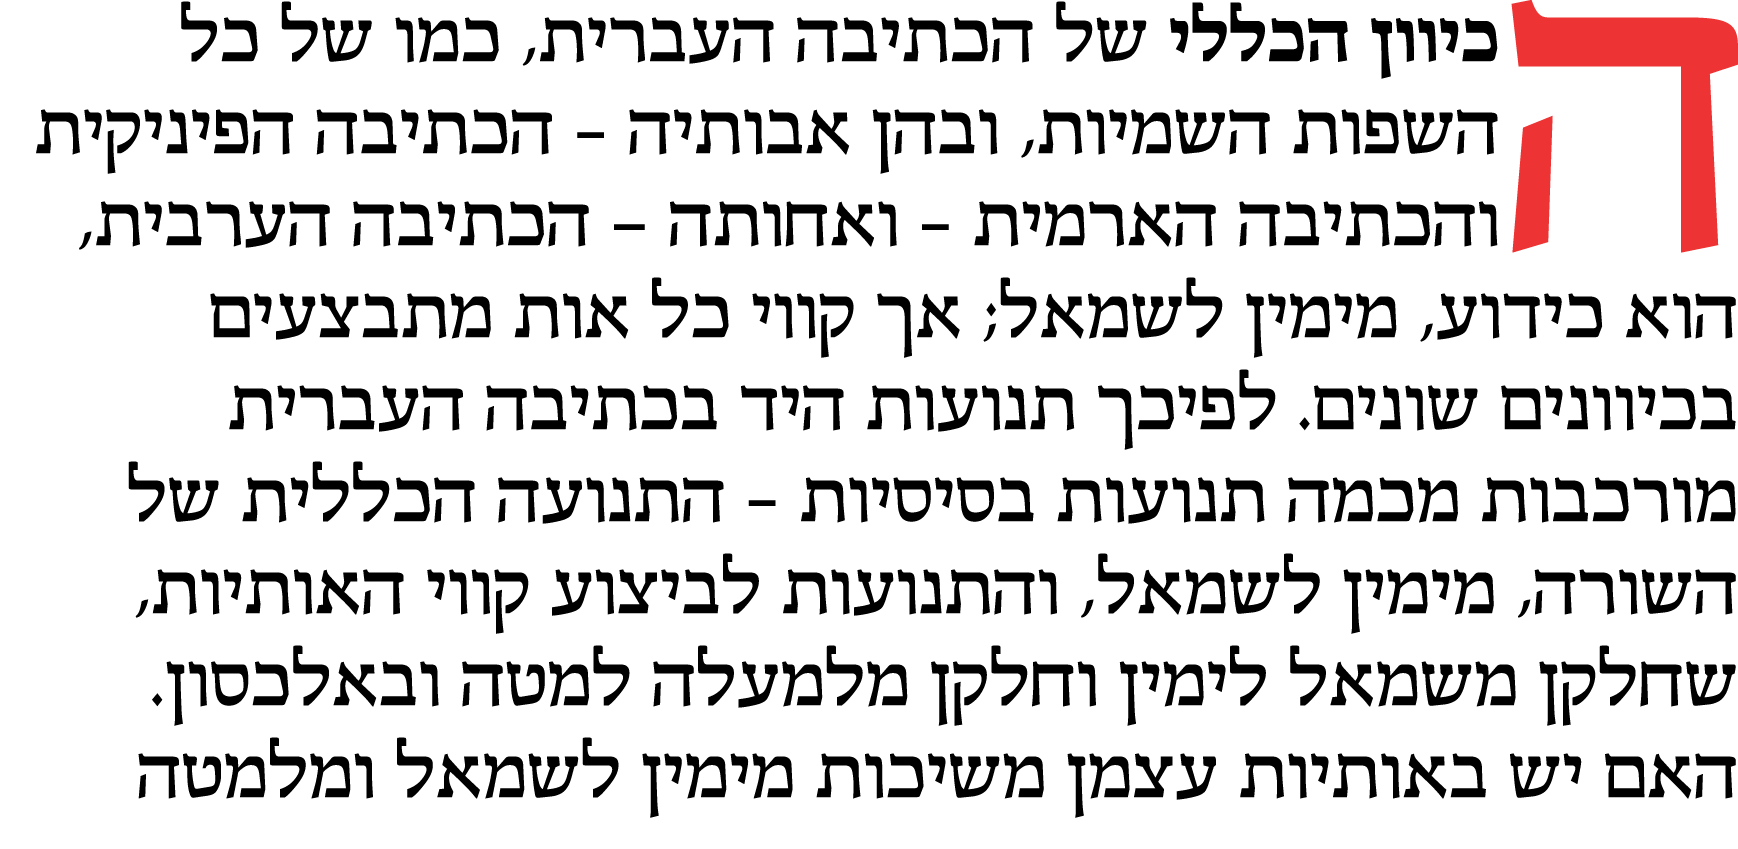 הכיוון הכללי של הכתיבה העברית, כמו של כל
השפות השמיות, ובהן אבותיה – הכתיבה הפיניקית
והכתיבה הארמית – ואחותה – הכתיבה הערבית,
הוא כידוע, מימין לשמאל; אך קווי כל אות מתבצעים
בכיוונים שונים. לפיכך תנועות היד בכתיבה העברית
מורכבות מכמה תנועות בסיסיות – התנועה הכללית של
השורה, מימין לשמאל, והתנועות לביצוע קווי האותיות,
שחלקן משמאל לימין וחלקן מלמעלה למטה ובאלכסון.
האם יש באותיות עצמן משיכות מימין לשמאל ומלמטה